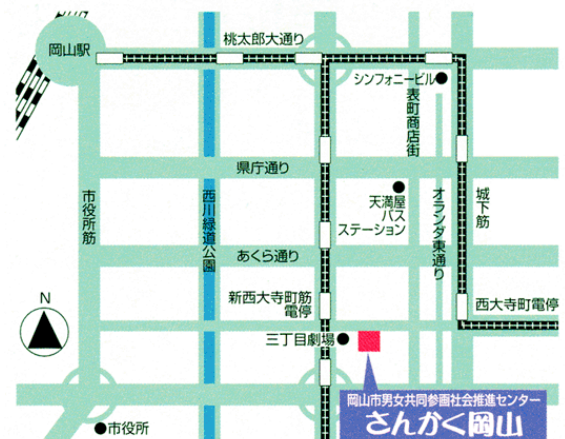 桃太郎大通り
岡山駅
シンフォニービル
表町商店街
県庁通り
市役所筋
西川緑道公園
天満屋
バス
ステーション
オランダ東通り
城下筋
あくら通り
新西大寺町筋
電停
西大寺町電停
N
三丁目劇場
岡山市男女共同参画社会推進センター
さんかく岡山
市役所